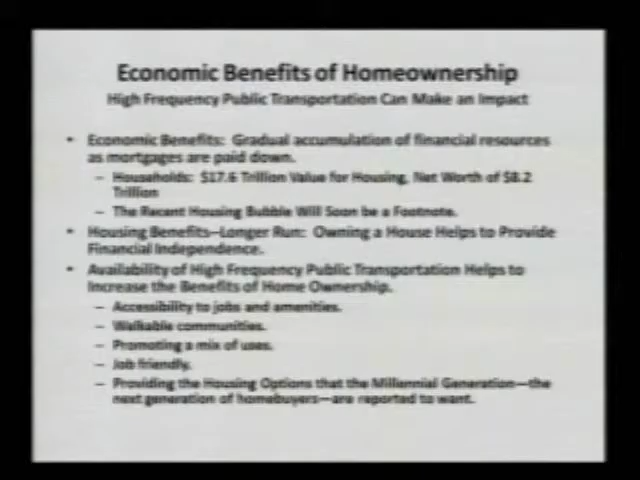 Economic Benefits of Homeownership
High Frequency Public Transportation Can Make an Impact
• Economic Benefits: Gradual accumulation of financial resources
as mortgages are paid down.
– Households: $17.6 Trillion Value for Housing, Net Worth of $8.2
Trillion
– The Recent Housing Bubble Will Soon be a Footnote.
• Housing Benefits—Longer Run: Owning a House Helps to Provide
Financial Independence.
• Availability of High Frequency Public Transportation Helps to
Increase the Benefits of Home Ownership.
– Accessibility to jobs and amenities.
– Walkable communities.
– Promoting a mix of uses.
– Job friendly.
– Providing the Housing Options that the Millennial Generation—the
next generation of homebuyers—are reported to want.